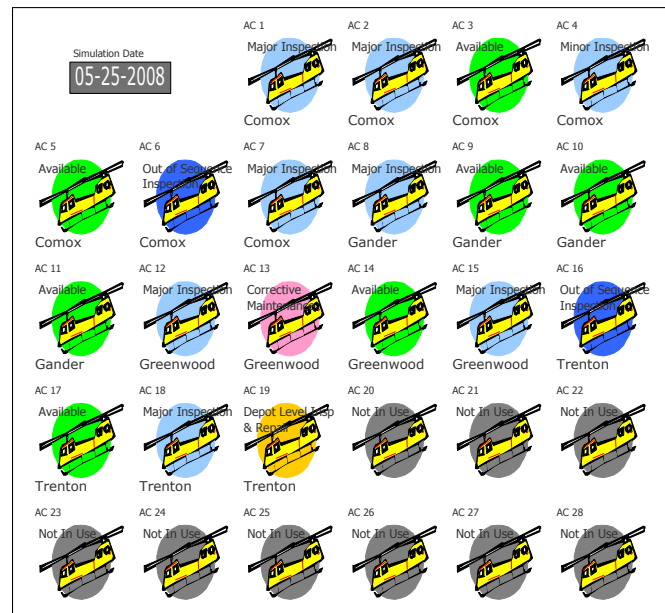 Simulation Date
05-25-2008
AC 1
Major Inspection
Comox
AC 2
Major Inspection
Comox
AC 3
Available
Comox
AC 4
Minor Inspection
Comox
AC 5
Available
Comox
AC 6
Out of Sequence
Inspection
Comox
AC 7
Major Inspection
Comox
AC 8
Major Inspection
Gander
AC 9
Available
Gander
AC 10
Available
Gander
AC 11
Available
Gander
AC 12
Major Inspection
Greenwood
AC 13
Corrective
Maintenance
Greenwood
AC 14
Available
Greenwood
AC 15
Major Inspection
Greenwood
AC 16
Out of Sequence
Inspection
Trenton
AC 17
Available
Trenton
AC 18
Major Inspection
Trenton
AC 19
Depot Level Insp
& Repair
Trenton
AC 20
Not In Use
AC 21
Not In Use
AC 22
Not In Use
AC 23
Not In Use
AC 24
Not In Use
AC 25
Not In Use
AC 26
Not In Use
AC 27
Not In Use
AC 28
Not In Use